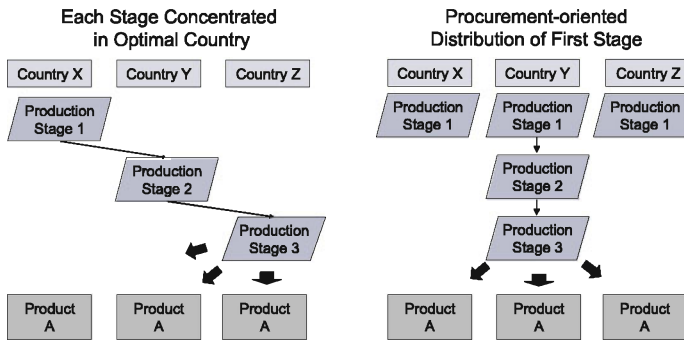 Each Stage Concentrated
in Optimal Country
Country X
Country Y
Country Z
Production
Stage 1
Production
Stage 2
Production
Stage 3
Product
A
Product
A
Product
A
Procurement-oriented
Distribution of First Stage
Country X
Country Y
Country Z
Production
Stage 1
Production
Stage 1
Production
Stage 1
Production
Stage 2
Production
Stage 3
Product
A
Product
A
Product
A